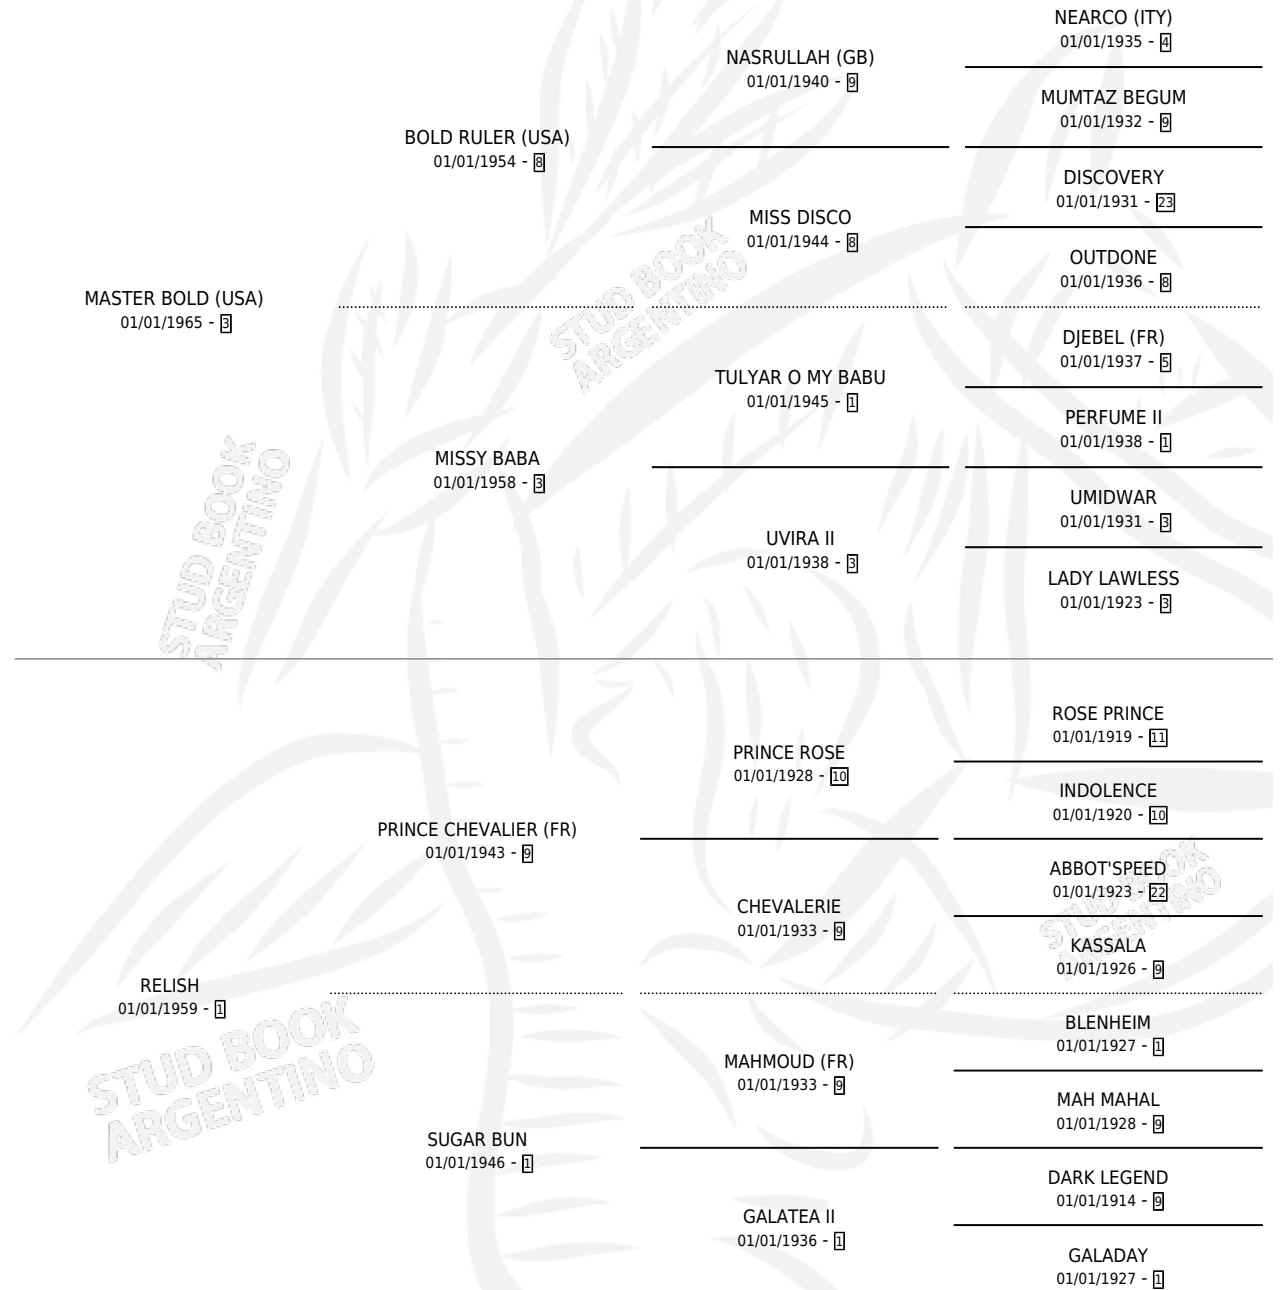 NEARCO (ITY)
01/01/1935 - 4
NASRULLAH (GB)
01/01/1940 - 9
MUMTAZ BEGUM
01/01/1932 - 9
BOLD RULER (USA)
01/01/1954 - 8
DISCOVERY
01/01/1931 - 23
MISS DISCO
01/01/1944 - 8
OUTDONE
01/01/1936 - 8
MASTER BOLD (USA)
01/01/1965 - 3
STUD BOOK
ARGENTINO
DJEBEL (FR)
01/01/1937 - 5
TULYAR O MY BABU
01/01/1945 - 1
PERFUME II
01/01/1938 - 1
MISSY BABA
01/01/1958 - 3
UMIDWAR
01/01/1931 - 3
UVIRA II
01/01/1938 - 3
LADY LAWLESS
01/01/1923 - 3
STUD BOOK
ARGENTINO
ROSE PRINCE
01/01/1919 - 11
PRINCE ROSE
01/01/1928 - 10
INDOLENCE
01/01/1920 - 10
PRINCE CHEVALIER (FR)
01/01/1943 - 9
ABBOT'SPEED
01/01/1923 - 22
CHEVALERIE
01/01/1933 - 9
STUD BOOK
ARGENTINO
KASSALA
01/01/1926 - 9
RELISH
01/01/1959 - 1
BLENHEIM
01/01/1927 - 1
MAHMOUD (FR)
01/01/1933 - 9
STUD BOOK
ARGENTINO
MAH MAHAL
01/01/1928 - 9
SUGAR BUN
01/01/1946 - 1
DARK LEGEND
01/01/1914 - 9
GALATEA II
01/01/1936 - 1
GALADAY
01/01/1927 - 1